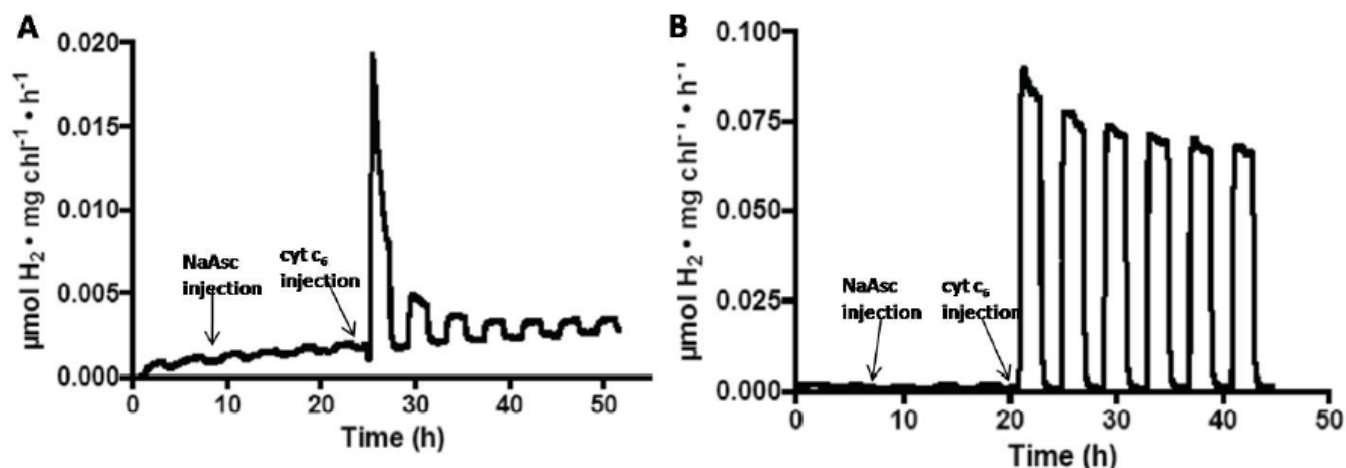 A
0.020
0.015
0.010
0.005
0.000
µmol H₂ • mg chl⁻¹ • h⁻¹
NaAsc
injection
cyt c₆
injection
0 10 20 30 40 50
Time (h)
B
0.100
0.075
0.050
0.025
0.000
µmol H₂ • mg chl⁻¹ • h⁻¹
NaAsc
injection
cyt c₆
injection
0 10 20 30 40 50
Time (h)